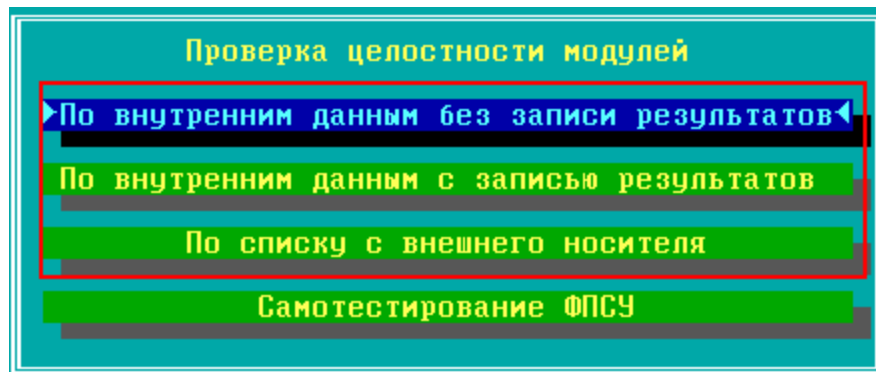 Проверка целостности модулей
По внутренним данным без записи результатов
По внутренним данным с записью результатов
По списку с внешнего носителя
Самотестирование ФПСУ